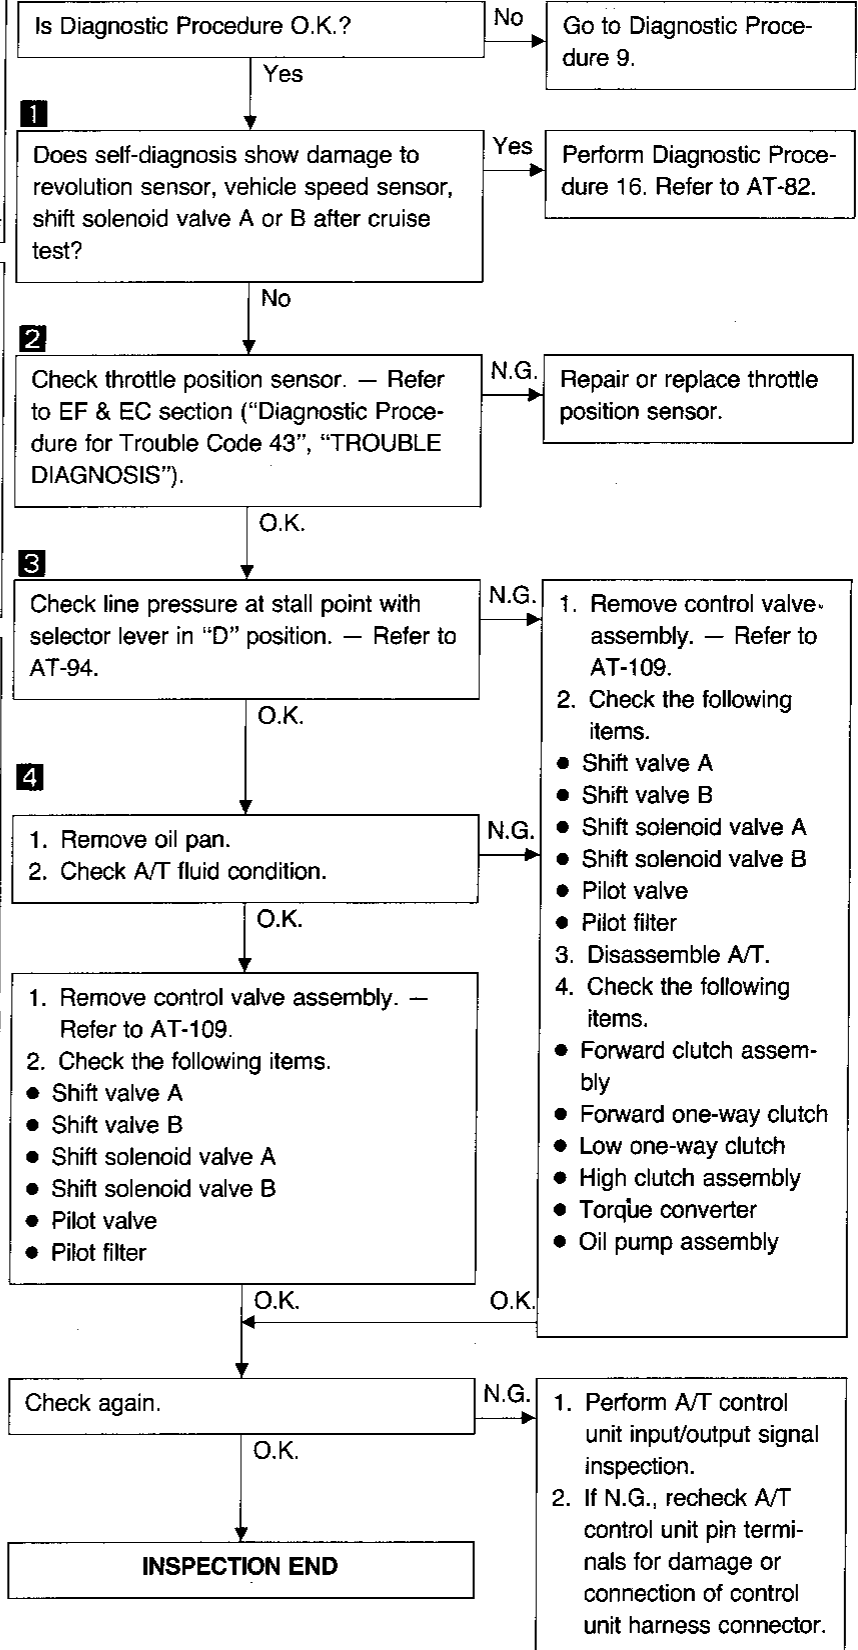 Is Diagnostic Procedure O.K.?
No
Go to Diagnostic Proce-
dure 9.
Yes
1
Does self-diagnosis show damage to
revolution sensor, vehicle speed sensor,
shift solenoid valve A or B after cruise
test?
Yes
Perform Diagnostic Proce-
dure 16. Refer to AT-82.
No
2
Check throttle position sensor. — Refer
to EF & EC section (“Diagnostic Proce-
dure for Trouble Code 43”, “TROUBLE
DIAGNOSIS”).
N.G.
Repair or replace throttle
position sensor.
O.K.
3
Check line pressure at stall point with
selector lever in “D” position. — Refer to
AT-94.
N.G.
1. Remove control valve
assembly. — Refer to
AT-109.
2. Check the following
items.
● Shift valve A
● Shift valve B
● Shift solenoid valve A
● Shift solenoid valve B
● Pilot valve
● Pilot filter
3. Disassemble A/T.
4. Check the following
items.
● Forward clutch assem-
bly
● Forward one-way clutch
● Low one-way clutch
● High clutch assembly
● Torque converter
● Oil pump assembly
O.K.
4
1. Remove oil pan.
2. Check A/T fluid condition.
N.G.
O.K.
1. Remove control valve assembly. —
Refer to AT-109.
2. Check the following items.
● Shift valve A
● Shift valve B
● Shift solenoid valve A
● Shift solenoid valve B
● Pilot valve
● Pilot filter
O.K.
O.K.
Check again.
N.G.
1. Perform A/T control
unit input/output signal
inspection.
2. If N.G., recheck A/T
control unit pin termi-
nals for damage or
connection of control
unit harness connector.
O.K.
INSPECTION END